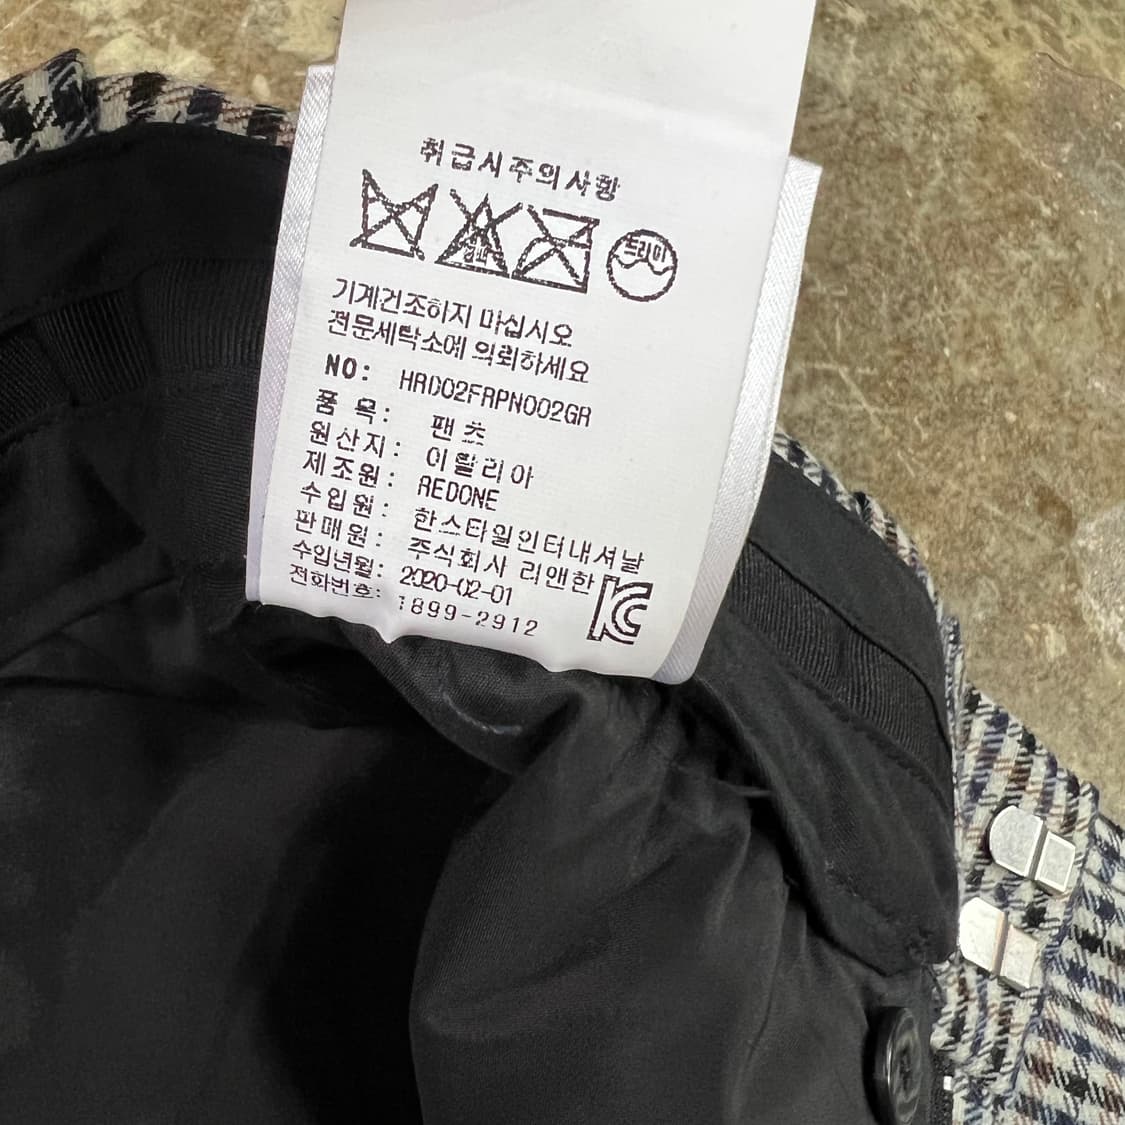 취급시주의사항
드라이
기계건조하지 마십시오
전문세탁소에 의뢰하세요
NO: HRD02FRPN002GR
품 목: 팬 츠
원산지: 이탈리아
제조원: REDONE
수입원: 한스타일인터내셔날
판매원: 주식회사 리앤한
수입년월: 2020-02-01
전화번호: 1899-2912
KC